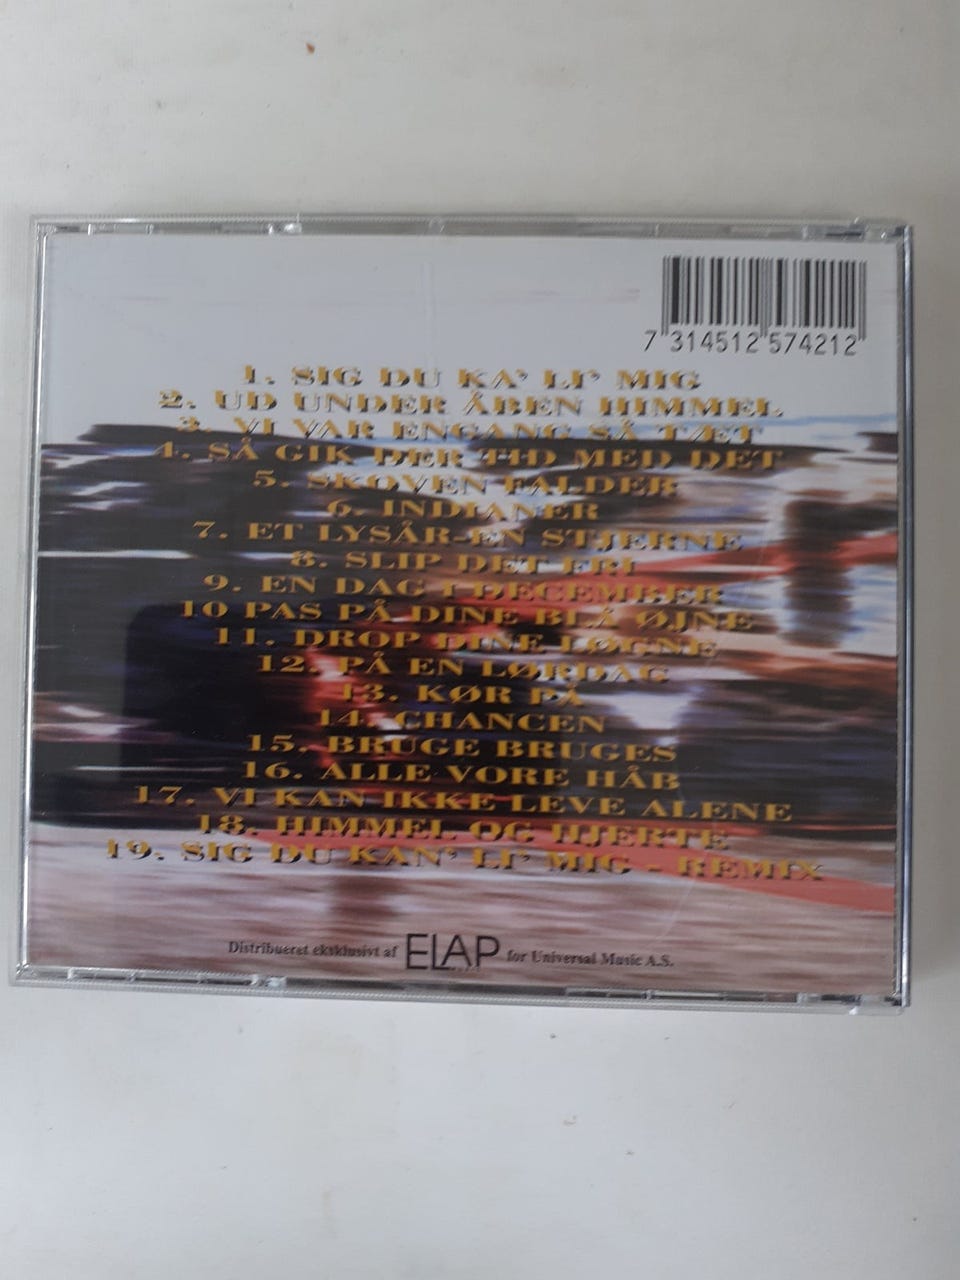 7 314512 574212
1. SIG DU KA' LI' MIG
2. UD UNDER ÅBEN HIMMEL
3. VI VAR ENGANG SÅ TÆT
4. SÅ GIK DER TID MED DET
5. SKOVEN FALDER
6. INDIANER
7. ET LYSÅR-EN STJERNE
8. SLIP DET FRI
9. EN DAG I DECEMBER
10 PAS PÅ DINE BLÅ ØJNE
11. DROP DINE LØGNE
12. PÅ EN LØRDAG
13. KØR PÅ
14. CHANCEN
15. BRUGE BRUGES
16. ALLE VORE HÅB
17. VI KAN IKKE LEVE ALENE
18. HIMMEL OG HJERTE
19. SIG DU KAN' LI' MIG - REMIX
Distribueret eksklusivt af ELAP MUSIC for Universal Music A.S.